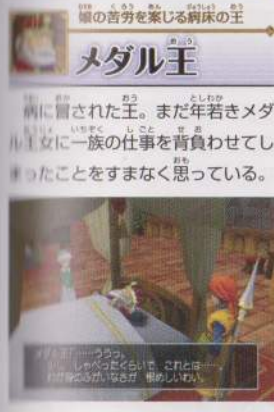 嬢の苦労を案じる病床の王
メダル王
病に冒された王。まだ年若きメダ
ル王女に一族の仕事を背負わせてし
まったことをすまなく思っている。
メダル王「……ううっ。
しゃべったくらいで、これとは……。
わが身のふがいなさが 恨めしいわい。